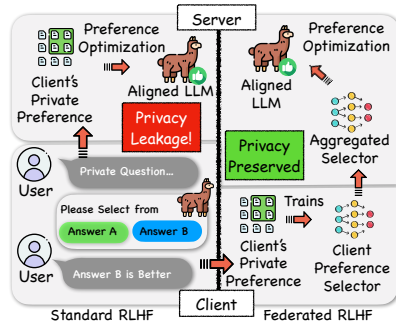 Server
Preference
Optimization
Client's
Private
Preference
Aligned LLM
Privacy
Leakage!
User
Private Question...
Please Select from
Answer A
Answer B
User
Answer B is Better
Standard RLHF
Preference
Optimization
Aligned
LLM
Aggregated
Selector
Privacy
Preserved
Trains
Client's
Private
Preference
Client
Preference
Selector
Client
Federated RLHF